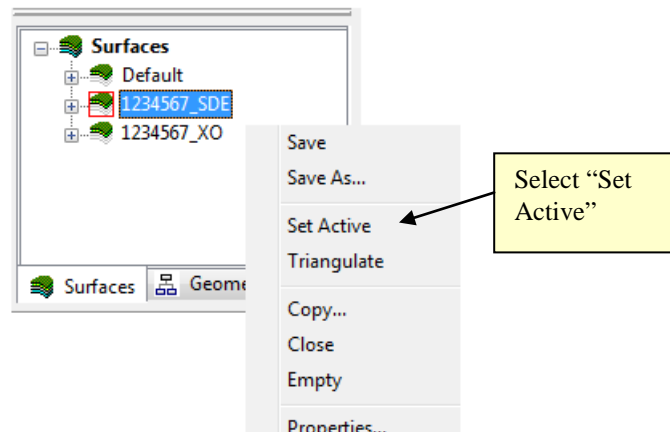 Surfaces
Default
1234567_SDE
1234567_XO
Surfaces
Geome
Save
Save As...
Set Active
Triangulate
Copy...
Close
Empty
Properties...
Select “Set
Active”